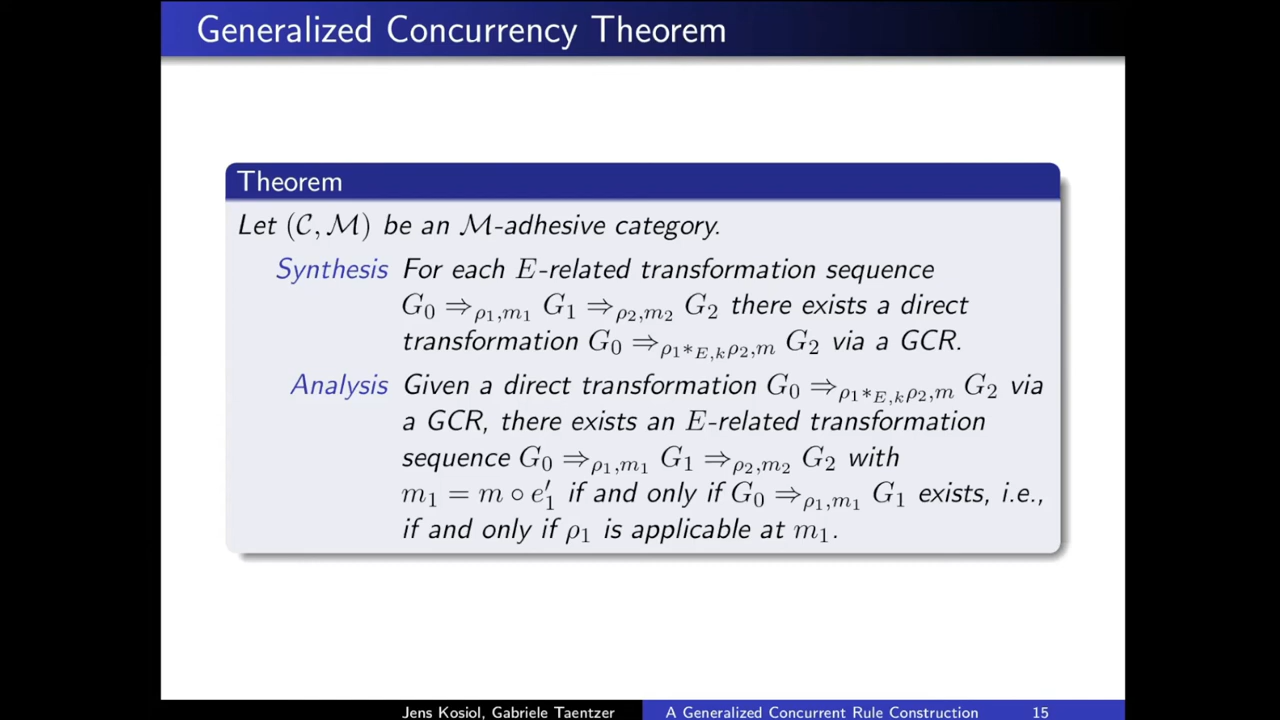 Generalized Concurrency Theorem
Theorem
Let (𝒞, ℳ) be an ℳ-adhesive category.
Synthesis For each E-related transformation sequence
G₀ ⇒_{ρ₁,m₁} G₁ ⇒_{ρ₂,m₂} G₂ there exists a direct
transformation G₀ ⇒_{ρ₁*_{E,k}ρ₂,m} G₂ via a GCR.
Analysis Given a direct transformation G₀ ⇒_{ρ₁*_{E,k}ρ₂,m} G₂ via
a GCR, there exists an E-related transformation
sequence G₀ ⇒_{ρ₁,m₁} G₁ ⇒_{ρ₂,m₂} G₂ with
m₁ = m ∘ e′₁ if and only if G₀ ⇒_{ρ₁,m₁} G₁ exists, i.e.,
if and only if ρ₁ is applicable at m₁.
Jens Kosiol, Gabriele Taentzer A Generalized Concurrent Rule Construction 15